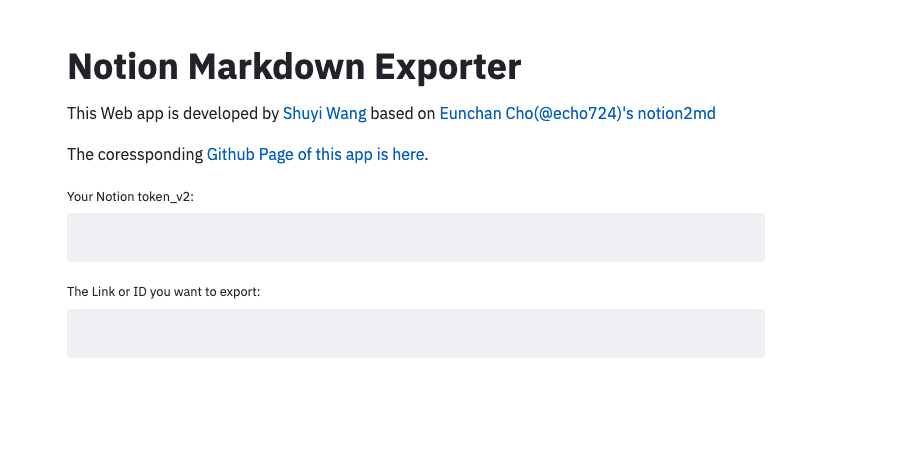 Notion Markdown Exporter
This Web app is developed by Shuyi Wang based on Eunchan Cho(@echo724)'s notion2md
The coressponding Github Page of this app is here.
Your Notion token_v2:
The Link or ID you want to export: